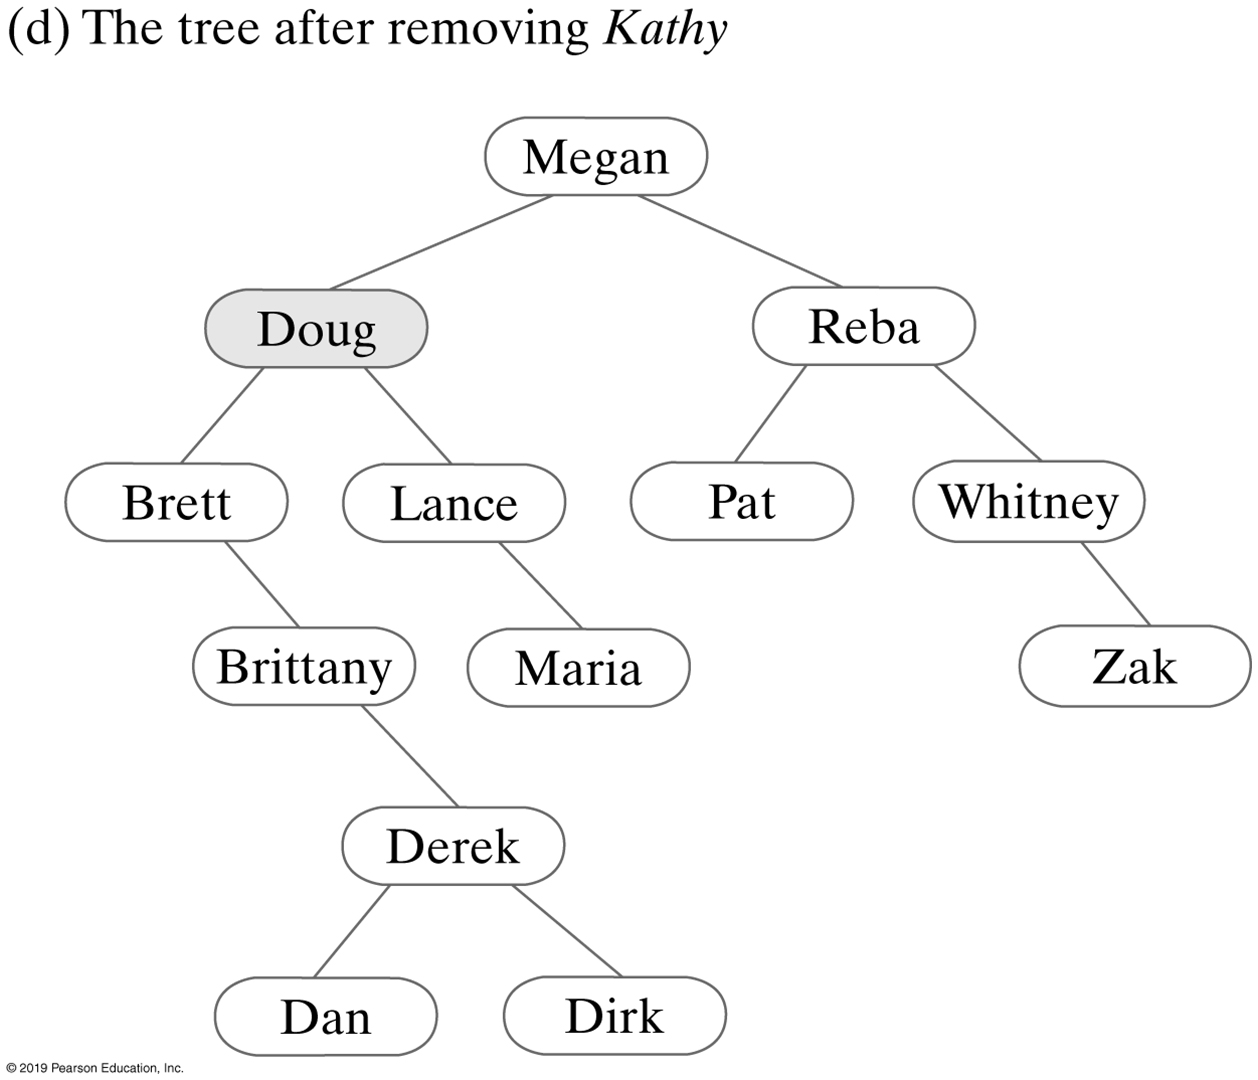 (d) The tree after removing Kathy
Megan
Doug
Reba
Brett
Lance
Pat
Whitney
Brittany
Maria
Zak
Derek
Dan
Dirk
© 2019 Pearson Education, Inc.